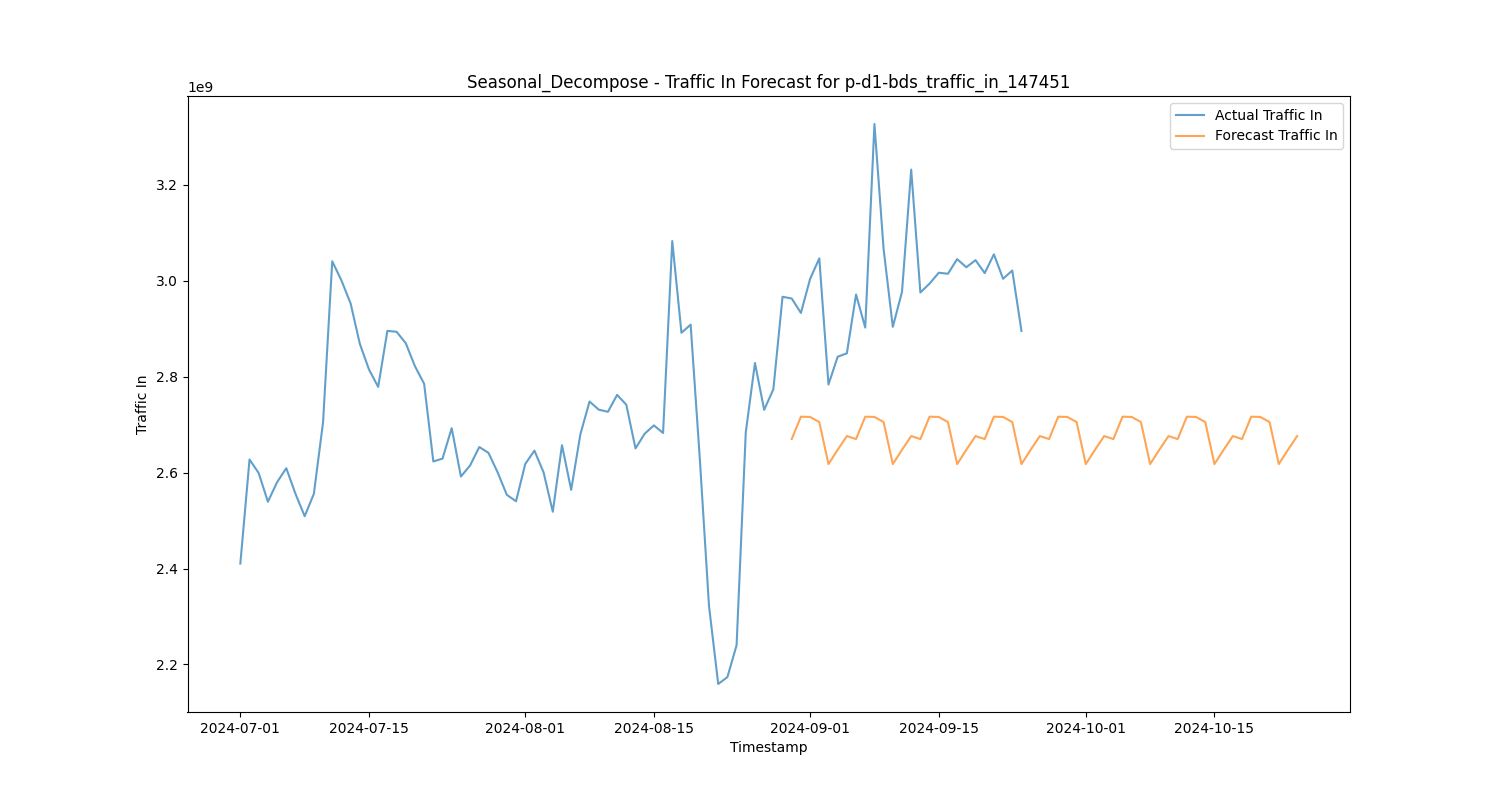 Seasonal_Decompose - Traffic In Forecast for p-d1-bds_traffic_in_147451
1e9
Actual Traffic In
Forecast Traffic In
3.2
3.0
2.8
2.6
2.4
2.2
Traffic In
2024-07-01 2024-07-15 2024-08-01 2024-08-15 2024-09-01 2024-09-15 2024-10-01 2024-10-15
Timestamp